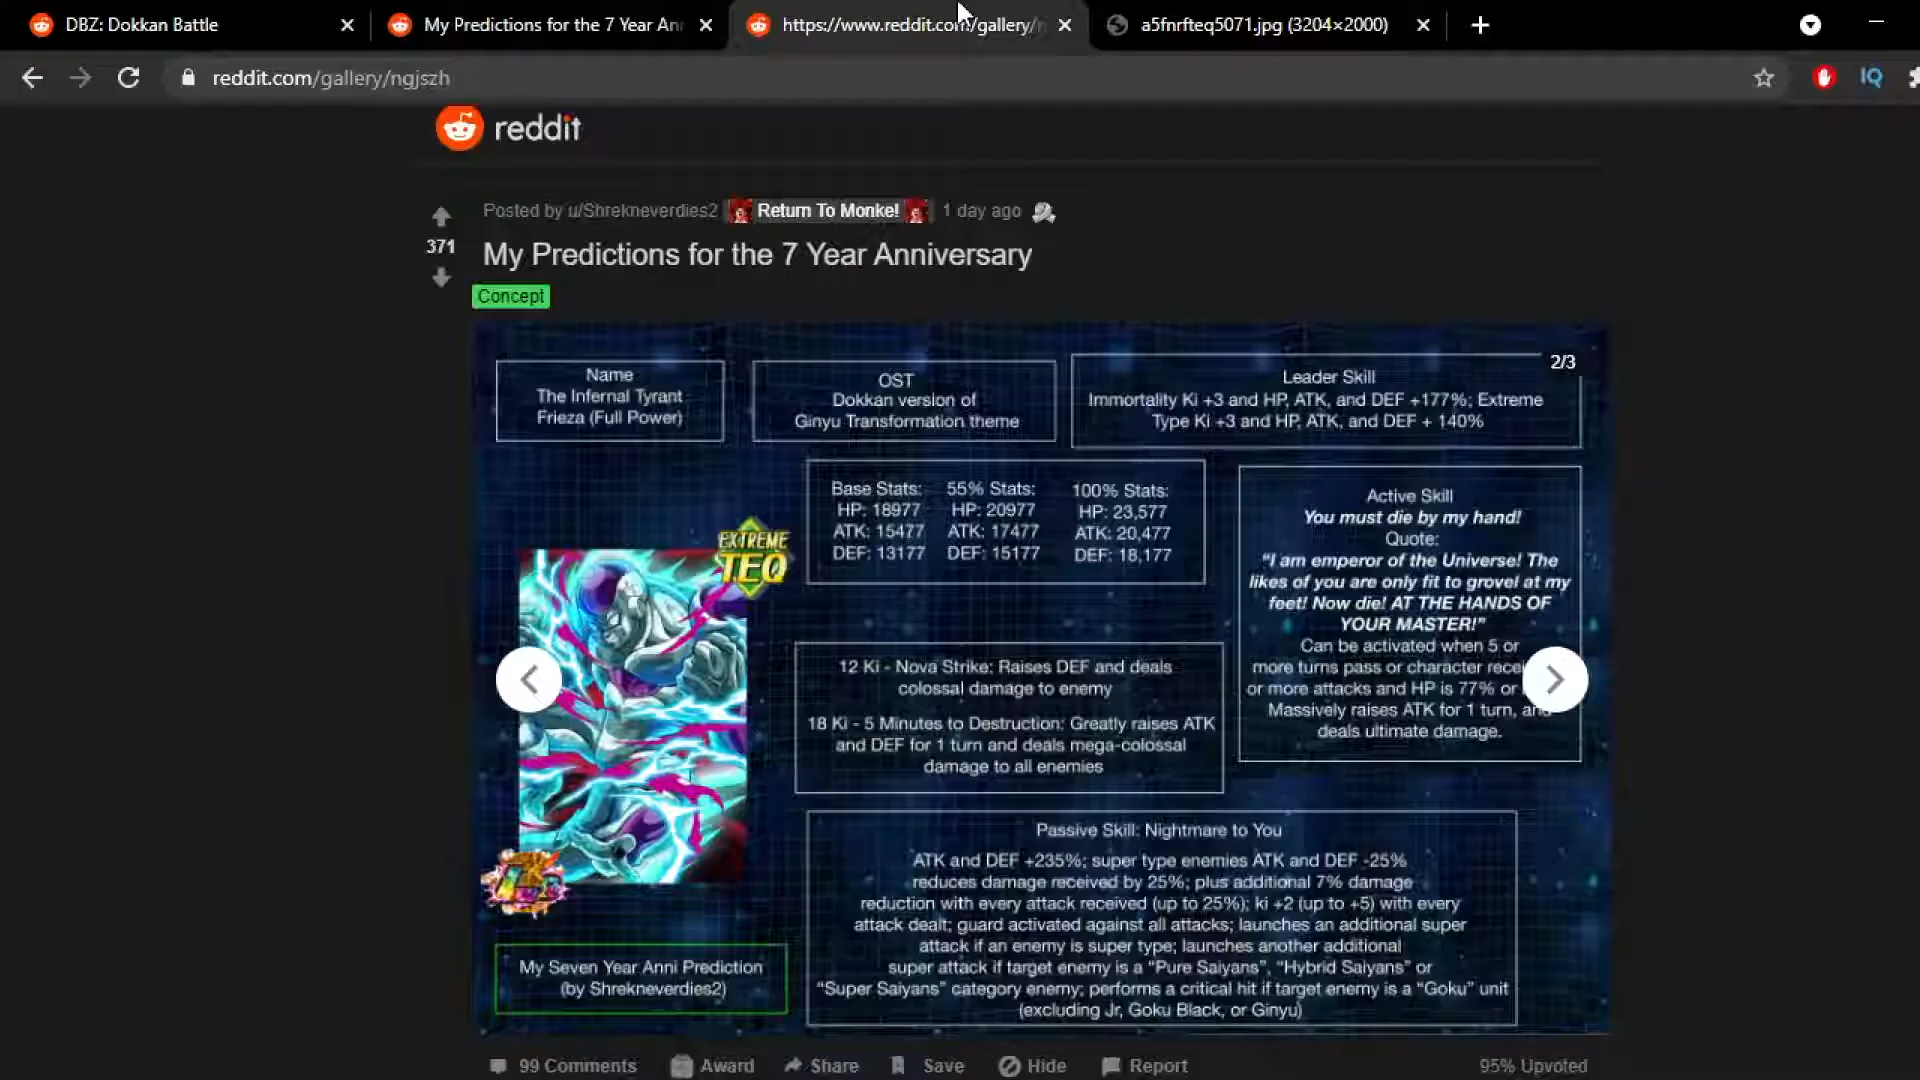 DBZ: Dokkan Battle
My Predictions for the 7 Year An
https://www.reddit.com/gallery/
a5fnrfteq5071.jpg (3204×2000)
reddit.com/gallery/ngjszh
IQ
reddit
Posted by u/Shrekneverdies2 Return To Monke! 1 day ago
371
My Predictions for the 7 Year Anniversary
Concept
2/3
Name
The Infernal Tyrant
Frieza (Full Power)
OST
Dokkan version of
Ginyu Transformation theme
Leader Skill
Immortality Ki +3 and HP, ATK, and DEF +177%; Extreme
Type Ki +3 and HP, ATK, and DEF + 140%
Base Stats:
HP: 18977
ATK: 15477
DEF: 13177
55% Stats:
HP: 20977
ATK: 17477
DEF: 15177
100% Stats:
HP: 23,577
ATK: 20,477
DEF: 18,177
Active Skill
You must die by my hand!
Quote:
"I am emperor of the Universe! The
likes of you are only fit to grovel at my
feet! Now die! AT THE HANDS OF
YOUR MASTER!"
Can be activated when 5 or
more turns pass or character recei
or more attacks and HP is 77% or
Massively raises ATK for 1 turn, and
deals ultimate damage.
EXTREME
TEQ
12 Ki - Nova Strike: Raises DEF and deals
colossal damage to enemy
18 Ki - 5 Minutes to Destruction: Greatly raises ATK
and DEF for 1 turn and deals mega-colossal
damage to all enemies
LR
Passive Skill: Nightmare to You
ATK and DEF +235%; super type enemies ATK and DEF -25%
reduces damage received by 25%; plus additional 7% damage
reduction with every attack received (up to 25%); ki +2 (up to +5) with every
attack dealt; guard activated against all attacks; launches an additional super
attack if an enemy is super type; launches another additional
super attack if target enemy is a "Pure Saiyans", "Hybrid Saiyans" or
"Super Saiyans" category enemy; performs a critical hit if target enemy is a "Goku" unit
(excluding Jr, Goku Black, or Ginyu)
My Seven Year Anni Prediction
(by Shrekneverdies2)
99 Comments Award Share Save Hide Report 95% Upvoted